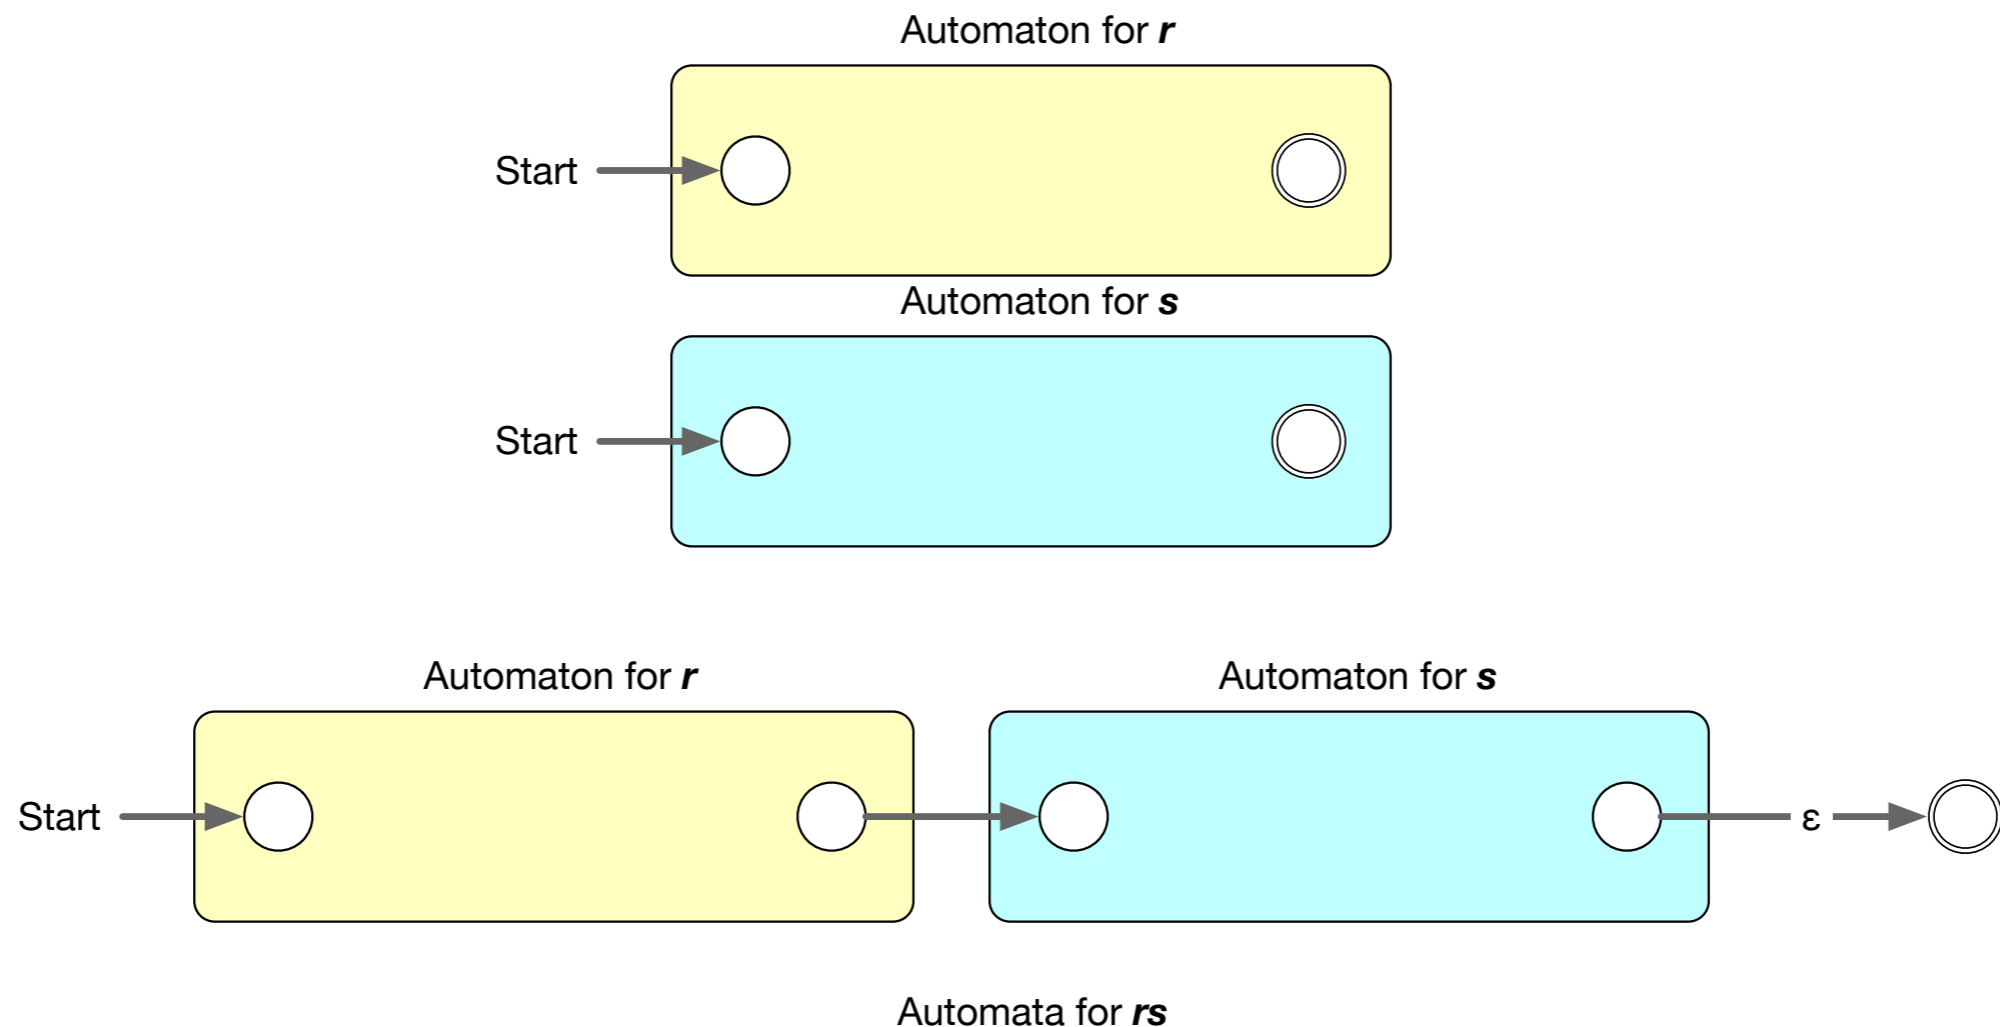 Automaton for r
Start
Automaton for s
Start
Automaton for r
Automaton for s
Start
ε
Automata for rs